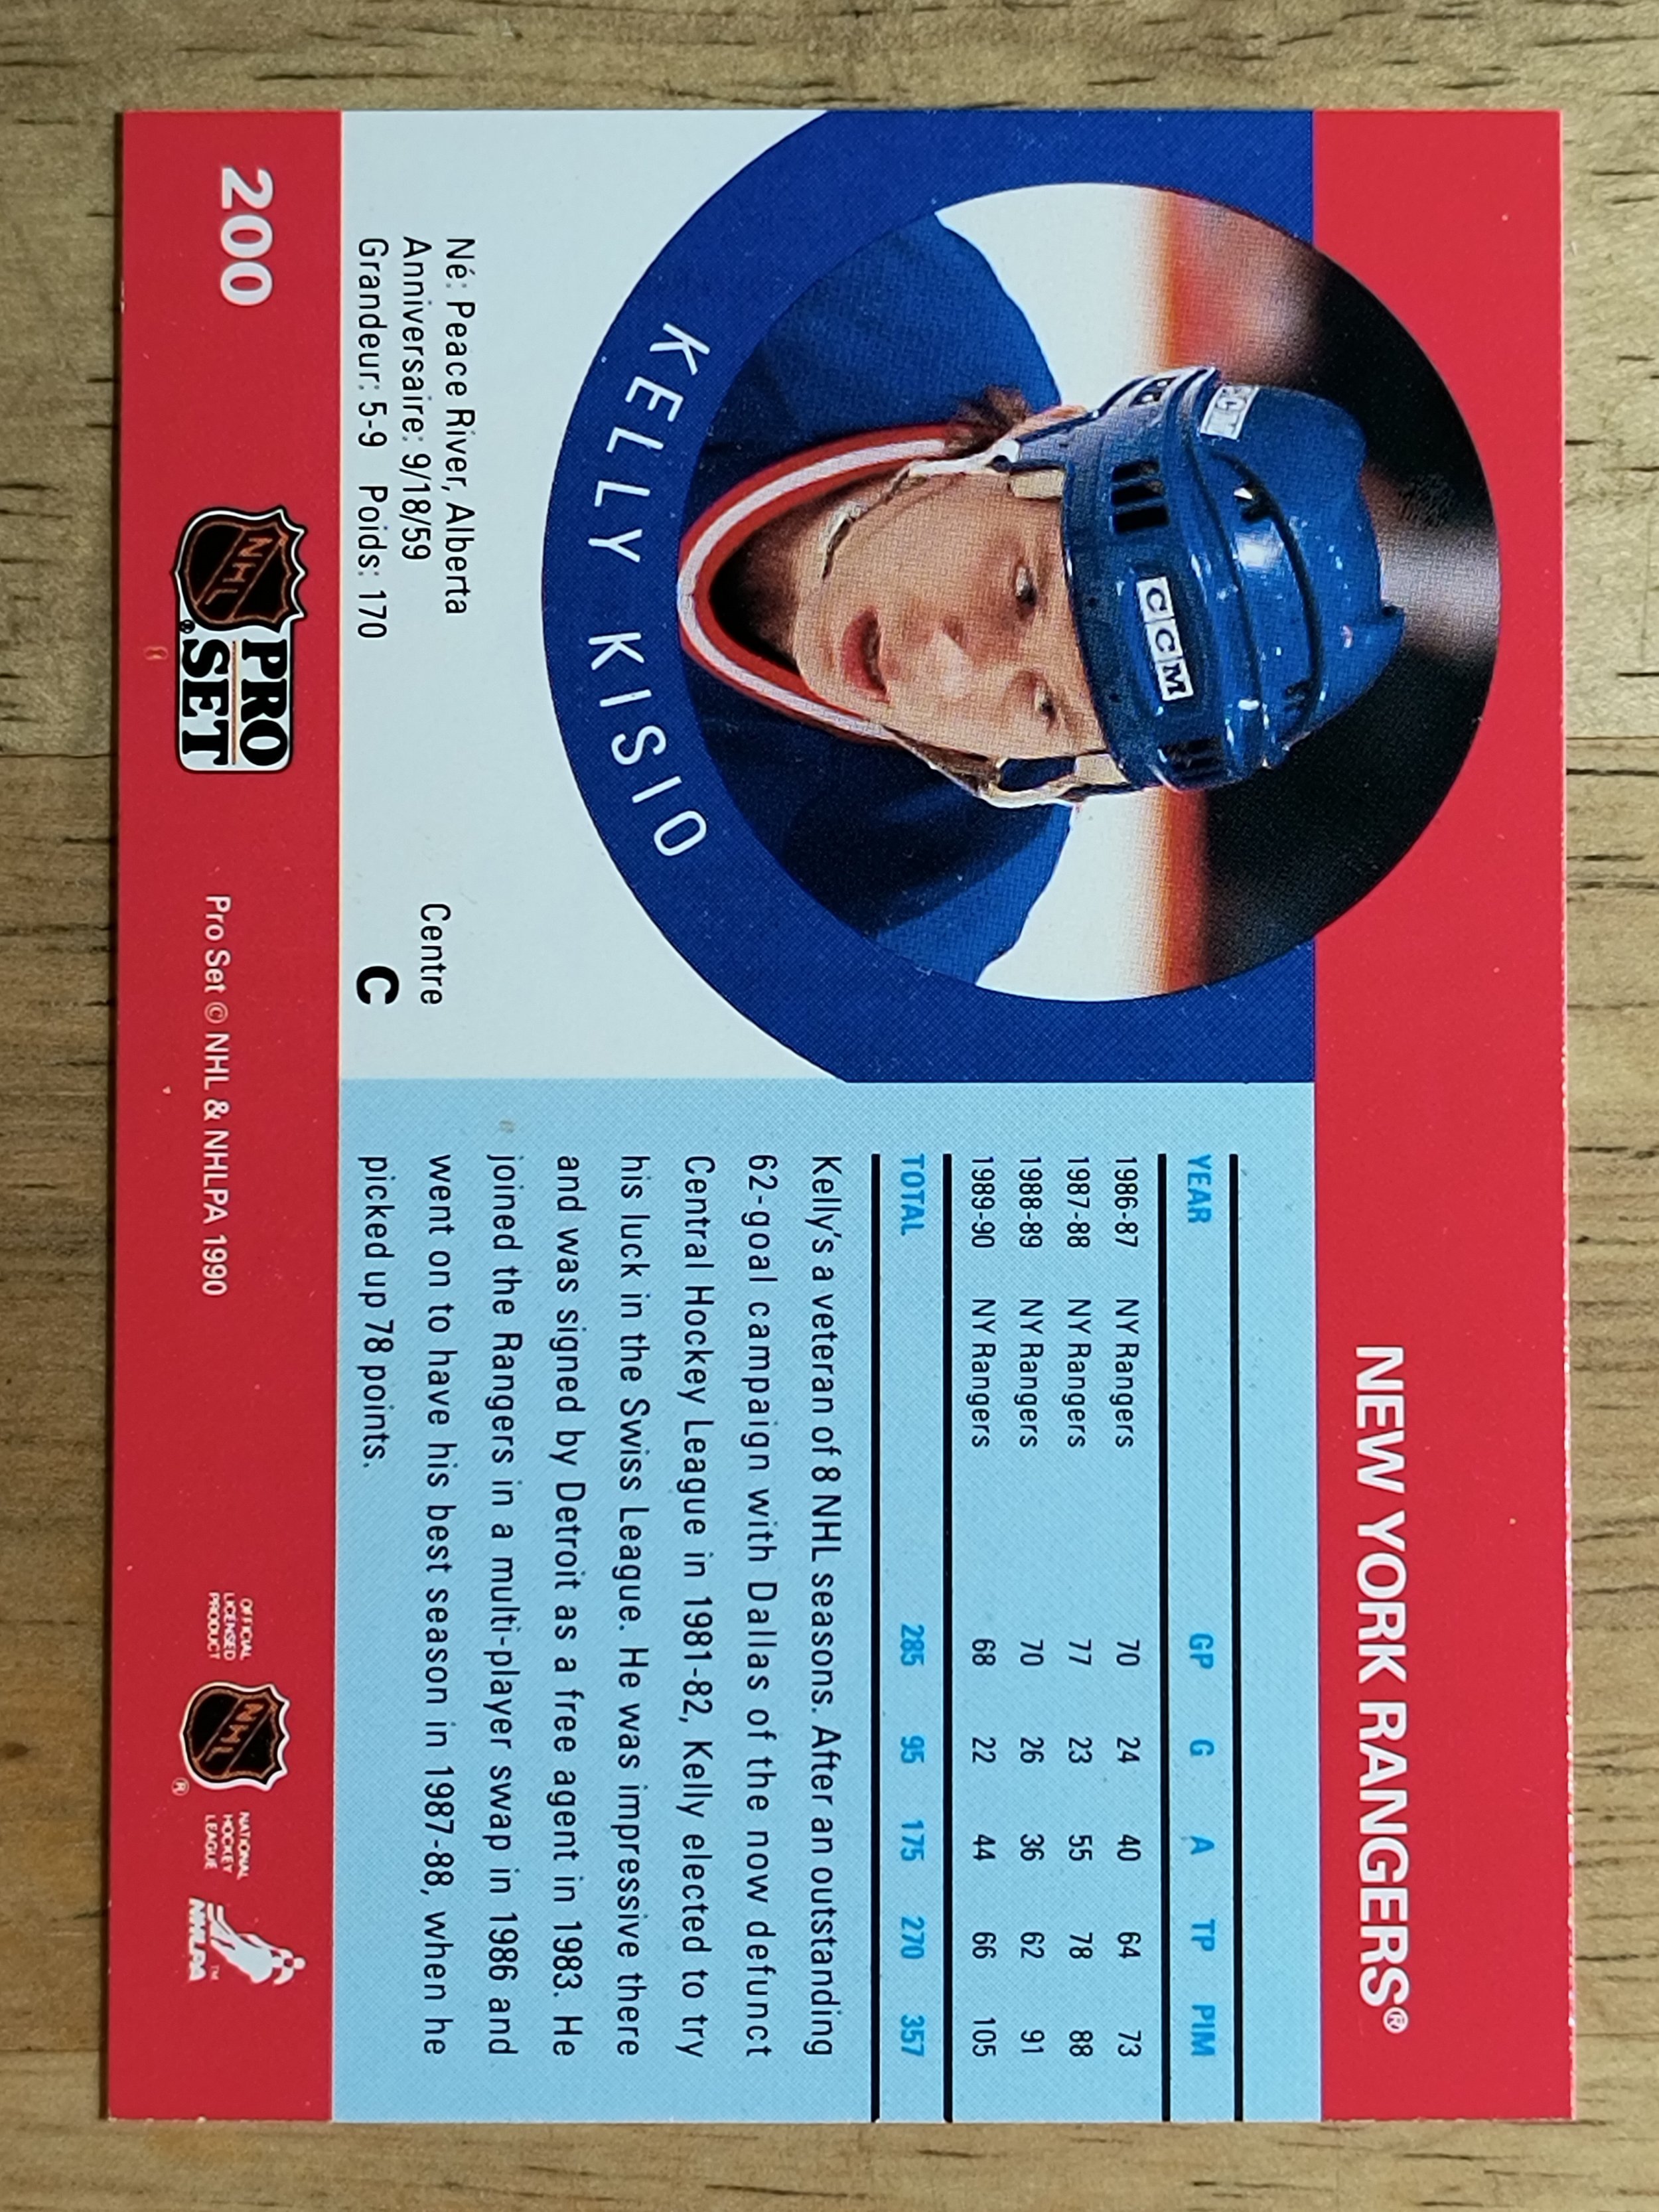 NEW YORK RANGERS®
CCM
KELLY KISIO
Né: Peace River, Alberta
Anniversaire: 9/18/59
Grandeur: 5-9 Poids: 170
Centre
C
YEAR GP G A TP PIM
1986-87 NY Rangers 70 24 40 64 73
1987-88 NY Rangers 77 23 55 78 88
1988-89 NY Rangers 70 26 36 62 91
1989-90 NY Rangers 68 22 44 66 105
TOTAL 285 95 175 270 357
Kelly's a veteran of 8 NHL seasons. After an outstanding
62-goal campaign with Dallas of the now defunct
Central Hockey League in 1981-82, Kelly elected to try
his luck in the Swiss League. He was impressive there
and was signed by Detroit as a free agent in 1983. He
joined the Rangers in a multi-player swap in 1986 and
went on to have his best season in 1987-88, when he
picked up 78 points.
200
NHL
PRO
SET®
Pro Set © NHL & NHLPA 1990
OFFICIAL
LICENSED
PRODUCT
NHL®
NATIONAL
HOCKEY
LEAGUE
NHLPA™